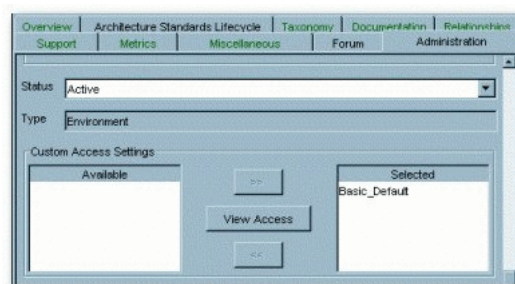 Overview Architecture Standards Lifecycle Taxonomy Documentation Relationships
Support Metrics Miscellaneous Forum Administration
Status Active
Type Environment
Custom Access Settings
Available Selected
>>
Basic_Default
View Access
<<